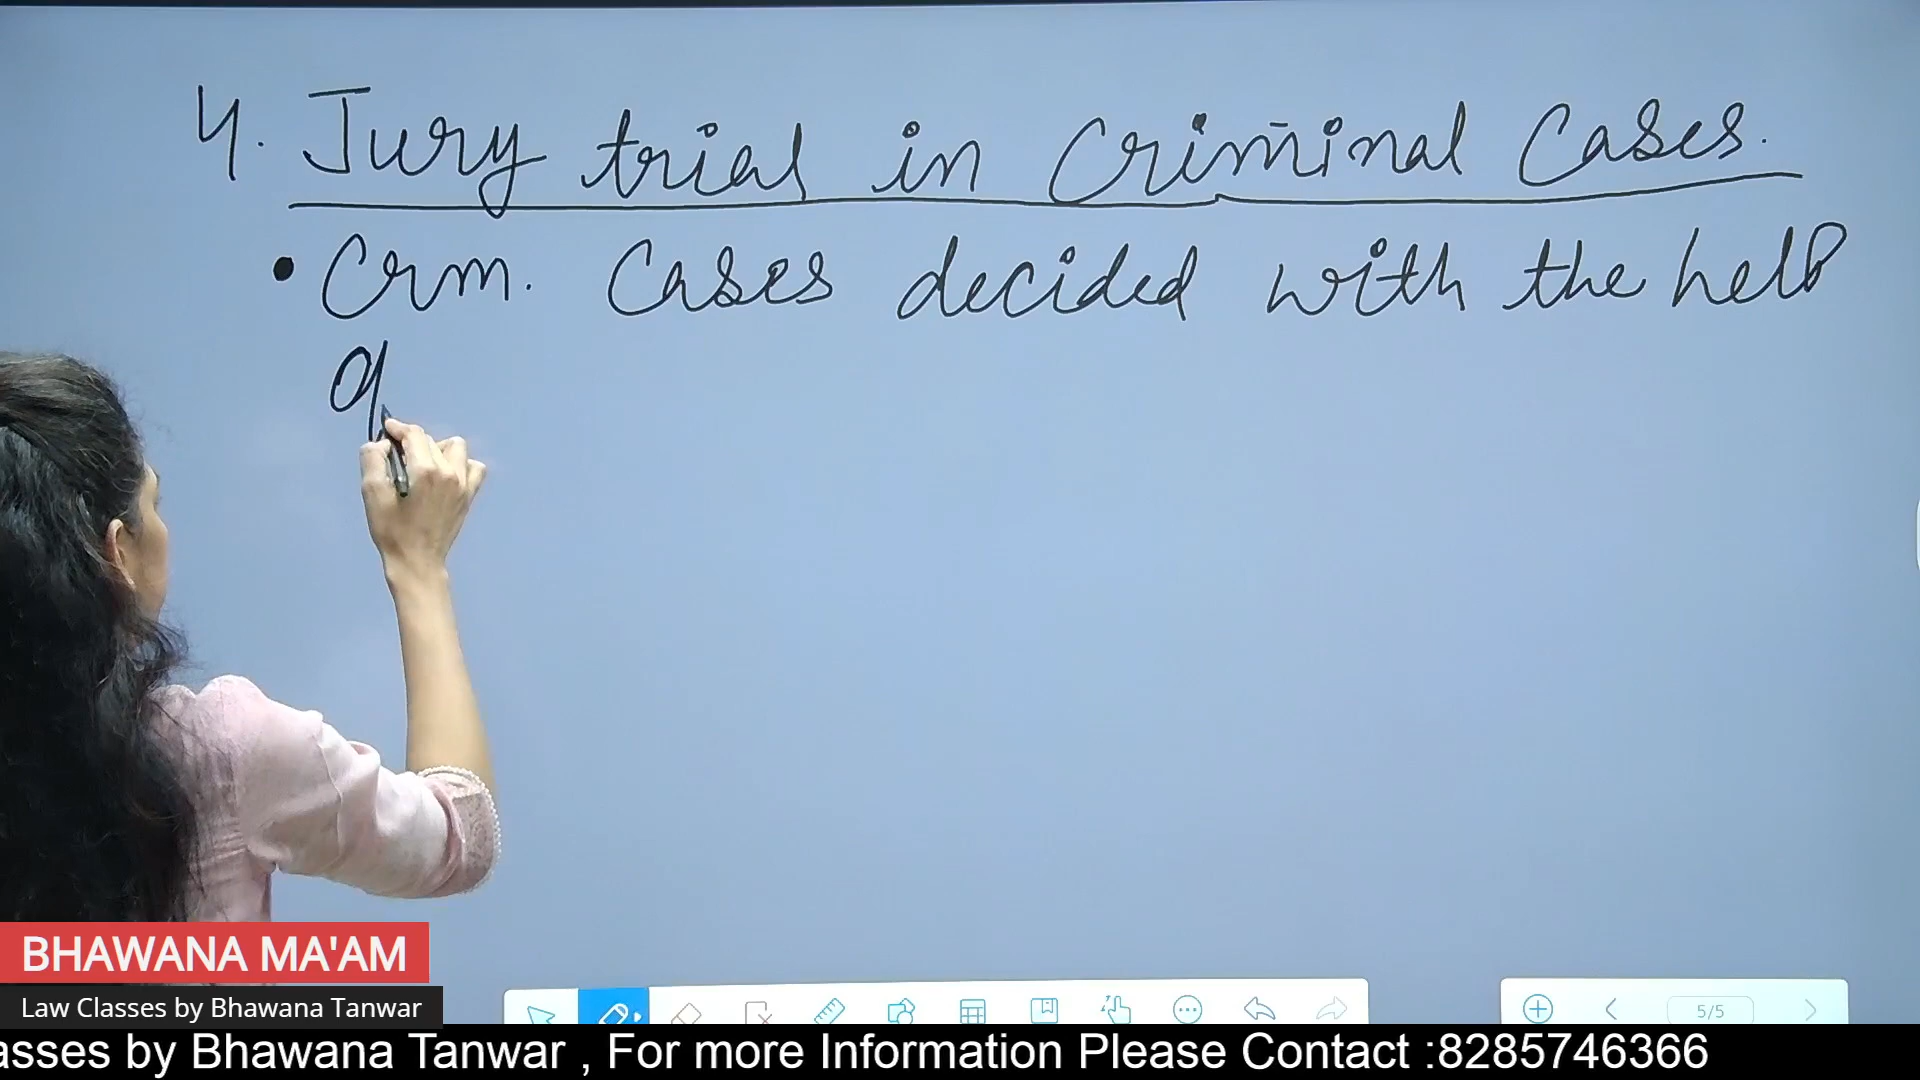 4. Jury trial in Criminal Cases.
• Crm. Cases decided with the help
of
BHAWANA MA'AM
Law Classes by Bhawana Tanwar
5/5
asses by Bhawana Tanwar , For more Information Please Contact :8285746366